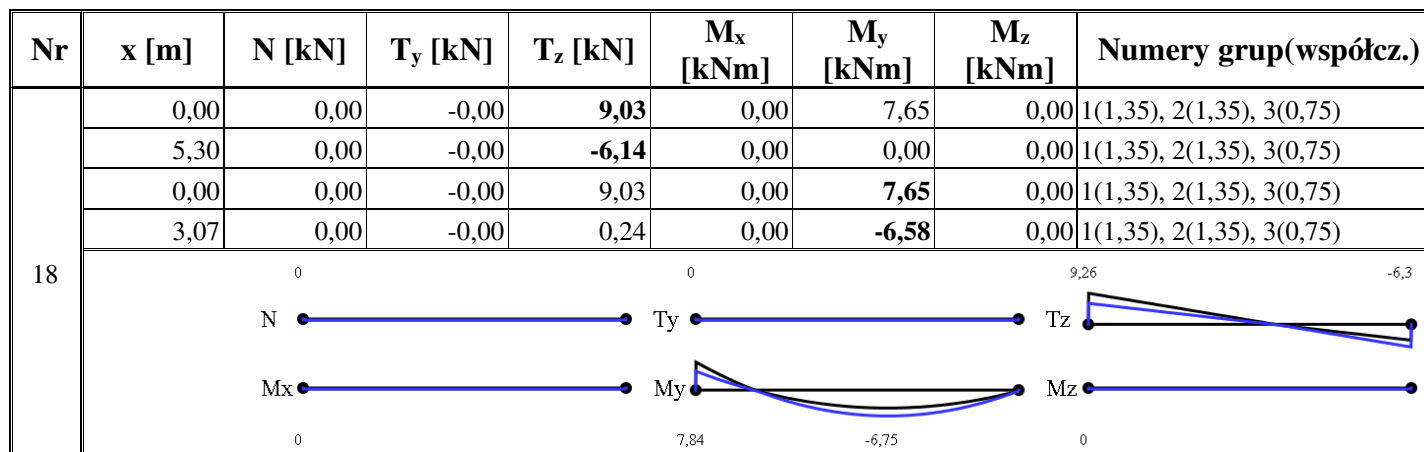 Nr x [m] N [kN] Ty [kN] Tz [kN] Mx [kNm] My [kNm] Mz [kNm] Numery grup(współcz.)
0,00 0,00 -0,00 9,03 0,00 7,65 0,00 1(1,35), 2(1,35), 3(0,75)
5,30 0,00 -0,00 -6,14 0,00 0,00 0,00 1(1,35), 2(1,35), 3(0,75)
0,00 0,00 -0,00 9,03 0,00 7,65 0,00 1(1,35), 2(1,35), 3(0,75)
3,07 0,00 -0,00 0,24 0,00 -6,58 0,00 1(1,35), 2(1,35), 3(0,75)
18 0 0 9,26 -6,3
N Ty Tz
Mx My Mz
0 7,84 -6,75 0